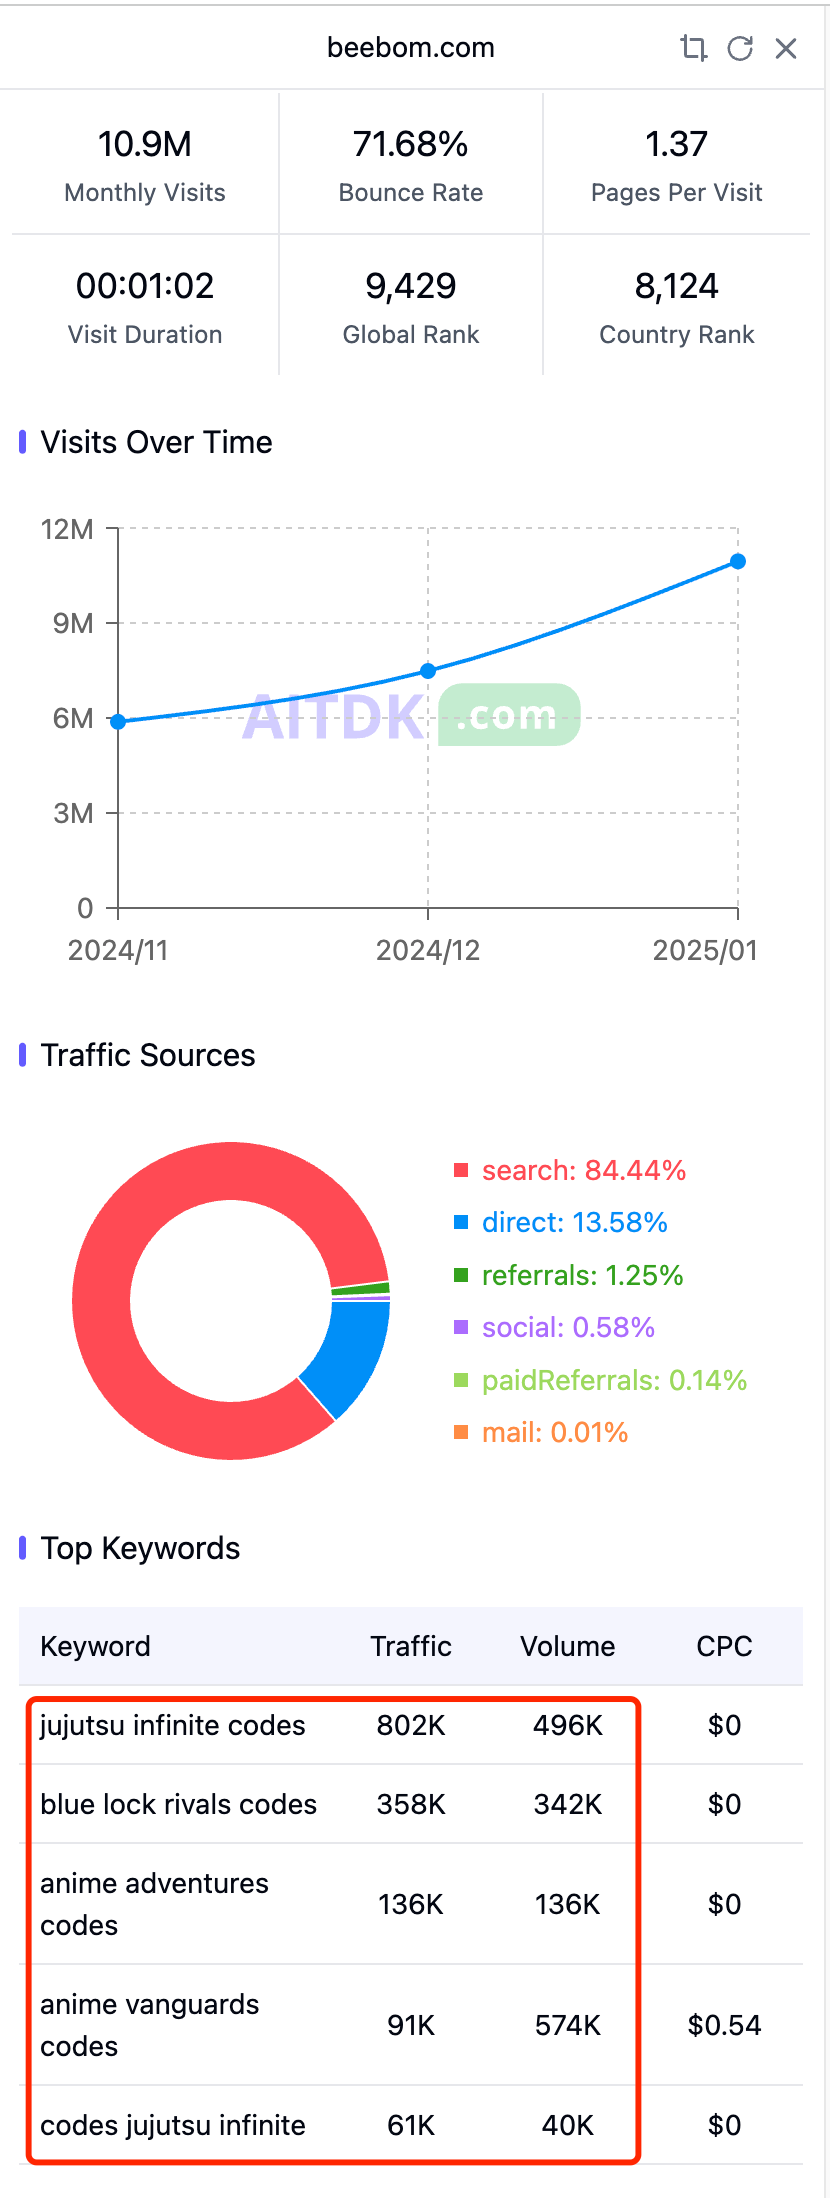 beebom.com
10.9M
71.68%
1.37
Monthly Visits
Bounce Rate
Pages Per Visit
00:01:02
9,429
8,124
Visit Duration
Global Rank
Country Rank
Visits Over Time
12M
9M
6M
3M
0
AITDK .com
2024/11
2024/12
2025/01
Traffic Sources
search: 84.44%
direct: 13.58%
referrals: 1.25%
social: 0.58%
paidReferrals: 0.14%
mail: 0.01%
Top Keywords
Keyword Traffic Volume CPC
jujutsu infinite codes 802K 496K $0
blue lock rivals codes 358K 342K $0
anime adventures
codes 136K 136K $0
anime vanguards
codes 91K 574K $0.54
codes jujutsu infinite 61K 40K $0